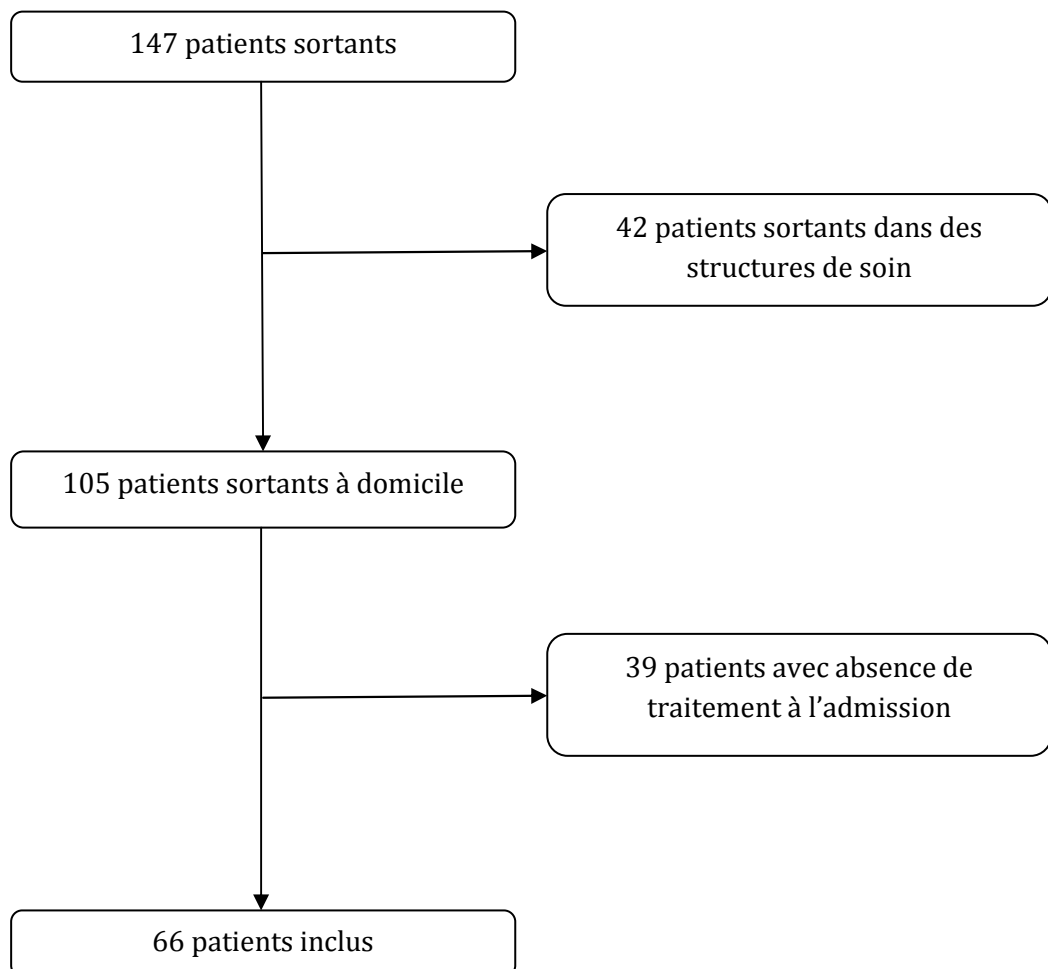 147 patients sortants
42 patients sortants dans des
structures de soin
105 patients sortants à domicile
39 patients avec absence de
traitement à l’admission
66 patients inclus